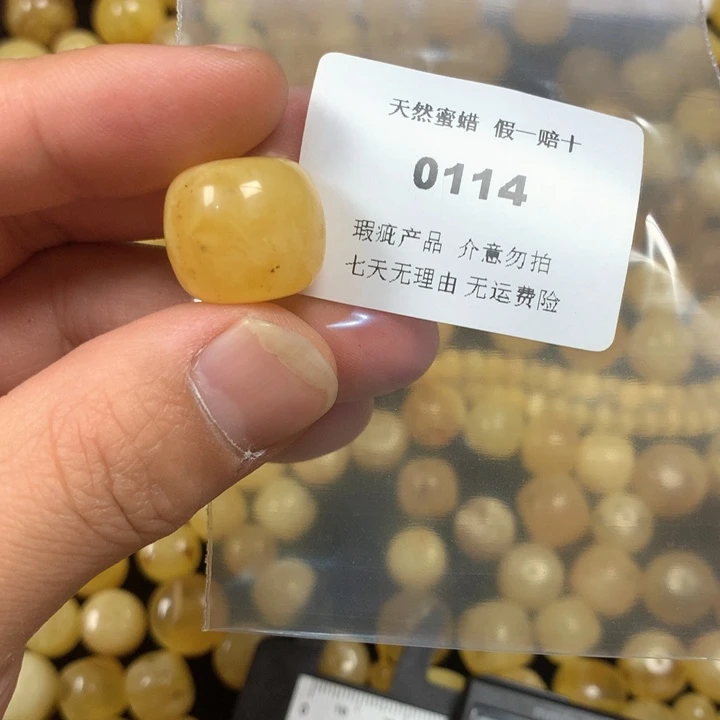 天然蜜蜡 假一赔十
0114
瑕疵产品 介意勿拍
七天无理由 无运费险
0